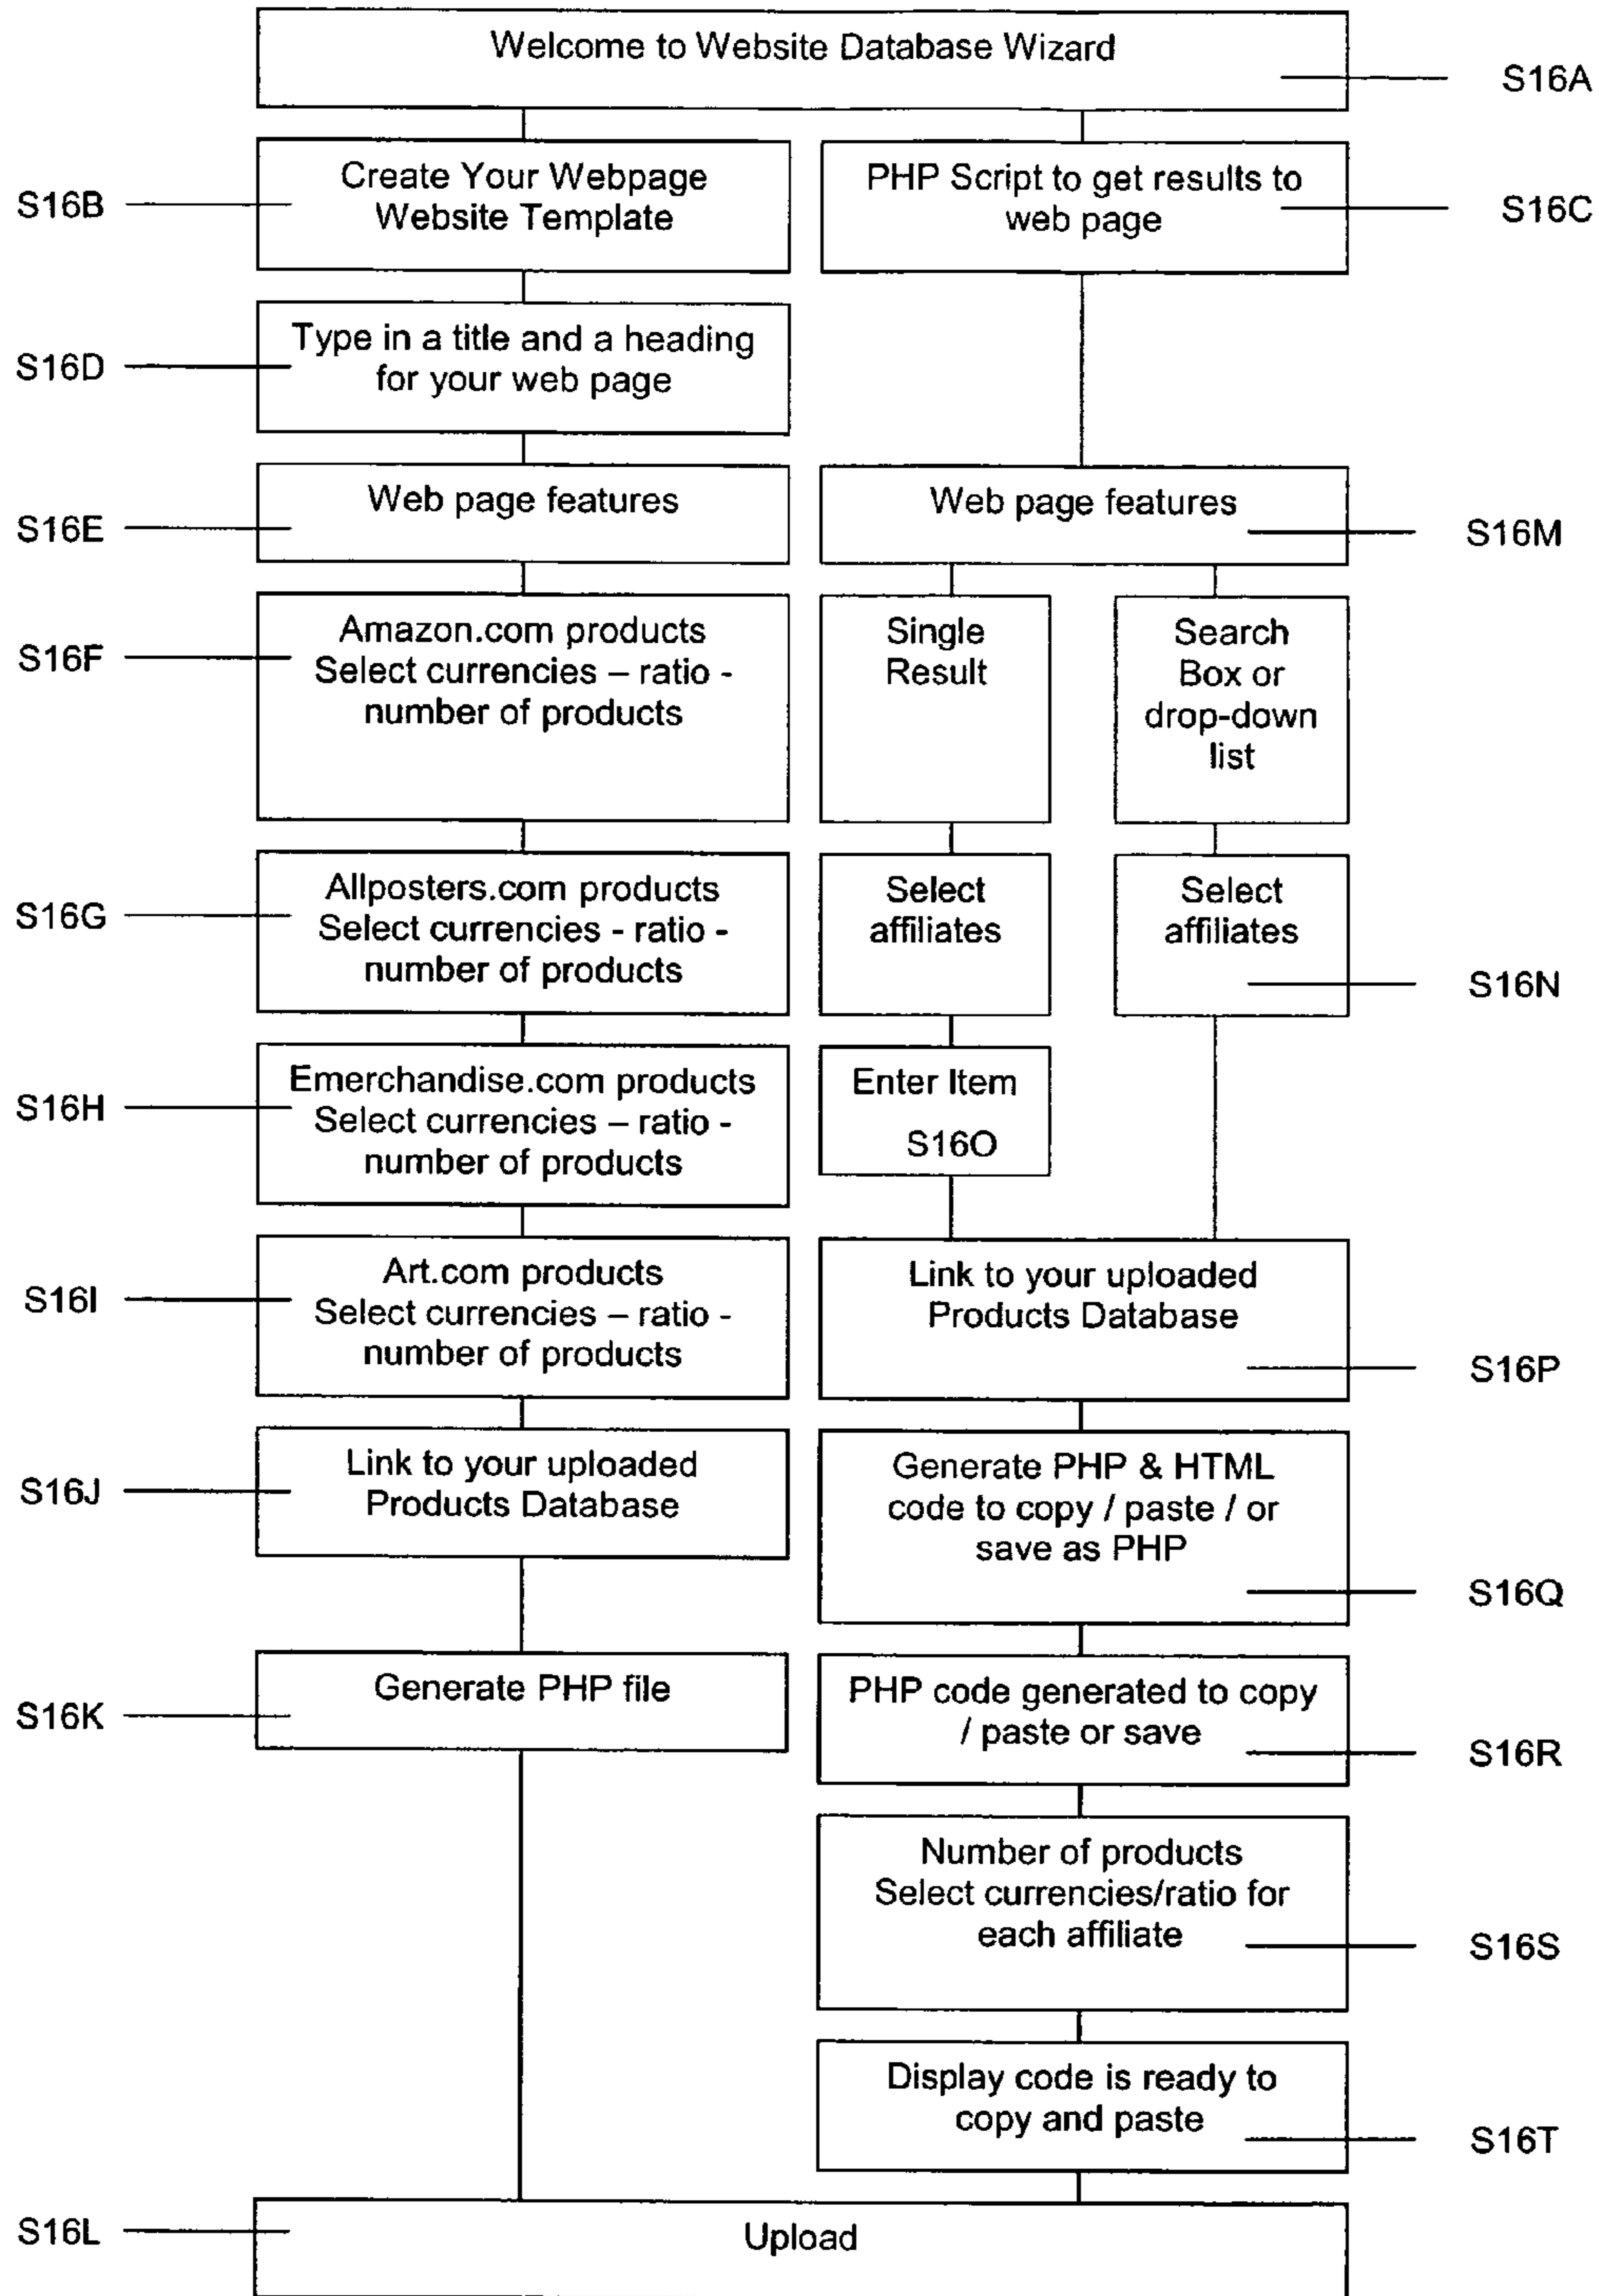 Welcome to Website Database Wizard
S16A
S16B
Create Your Webpage
Website Template
PHP Script to get results to
web page
S16C
S16D
Type in a title and a heading
for your web page
S16E
Web page features
Web page features
S16M
S16F
Amazon.com products
Select currencies – ratio -
number of products
Single
Result
Search
Box or
drop-down
list
S16G
Allposters.com products
Select currencies - ratio -
number of products
Select
affiliates
Select
affiliates
S16N
S16H
Emerchandise.com products
Select currencies – ratio -
number of products
Enter Item
S16O
S16I
Art.com products
Select currencies – ratio -
number of products
Link to your uploaded
Products Database
S16P
S16J
Link to your uploaded
Products Database
Generate PHP & HTML
code to copy / paste / or
save as PHP
S16Q
S16K
Generate PHP file
PHP code generated to copy
/ paste or save
S16R
Number of products
Select currencies/ratio for
each affiliate
S16S
Display code is ready to
copy and paste
S16T
S16L
Upload